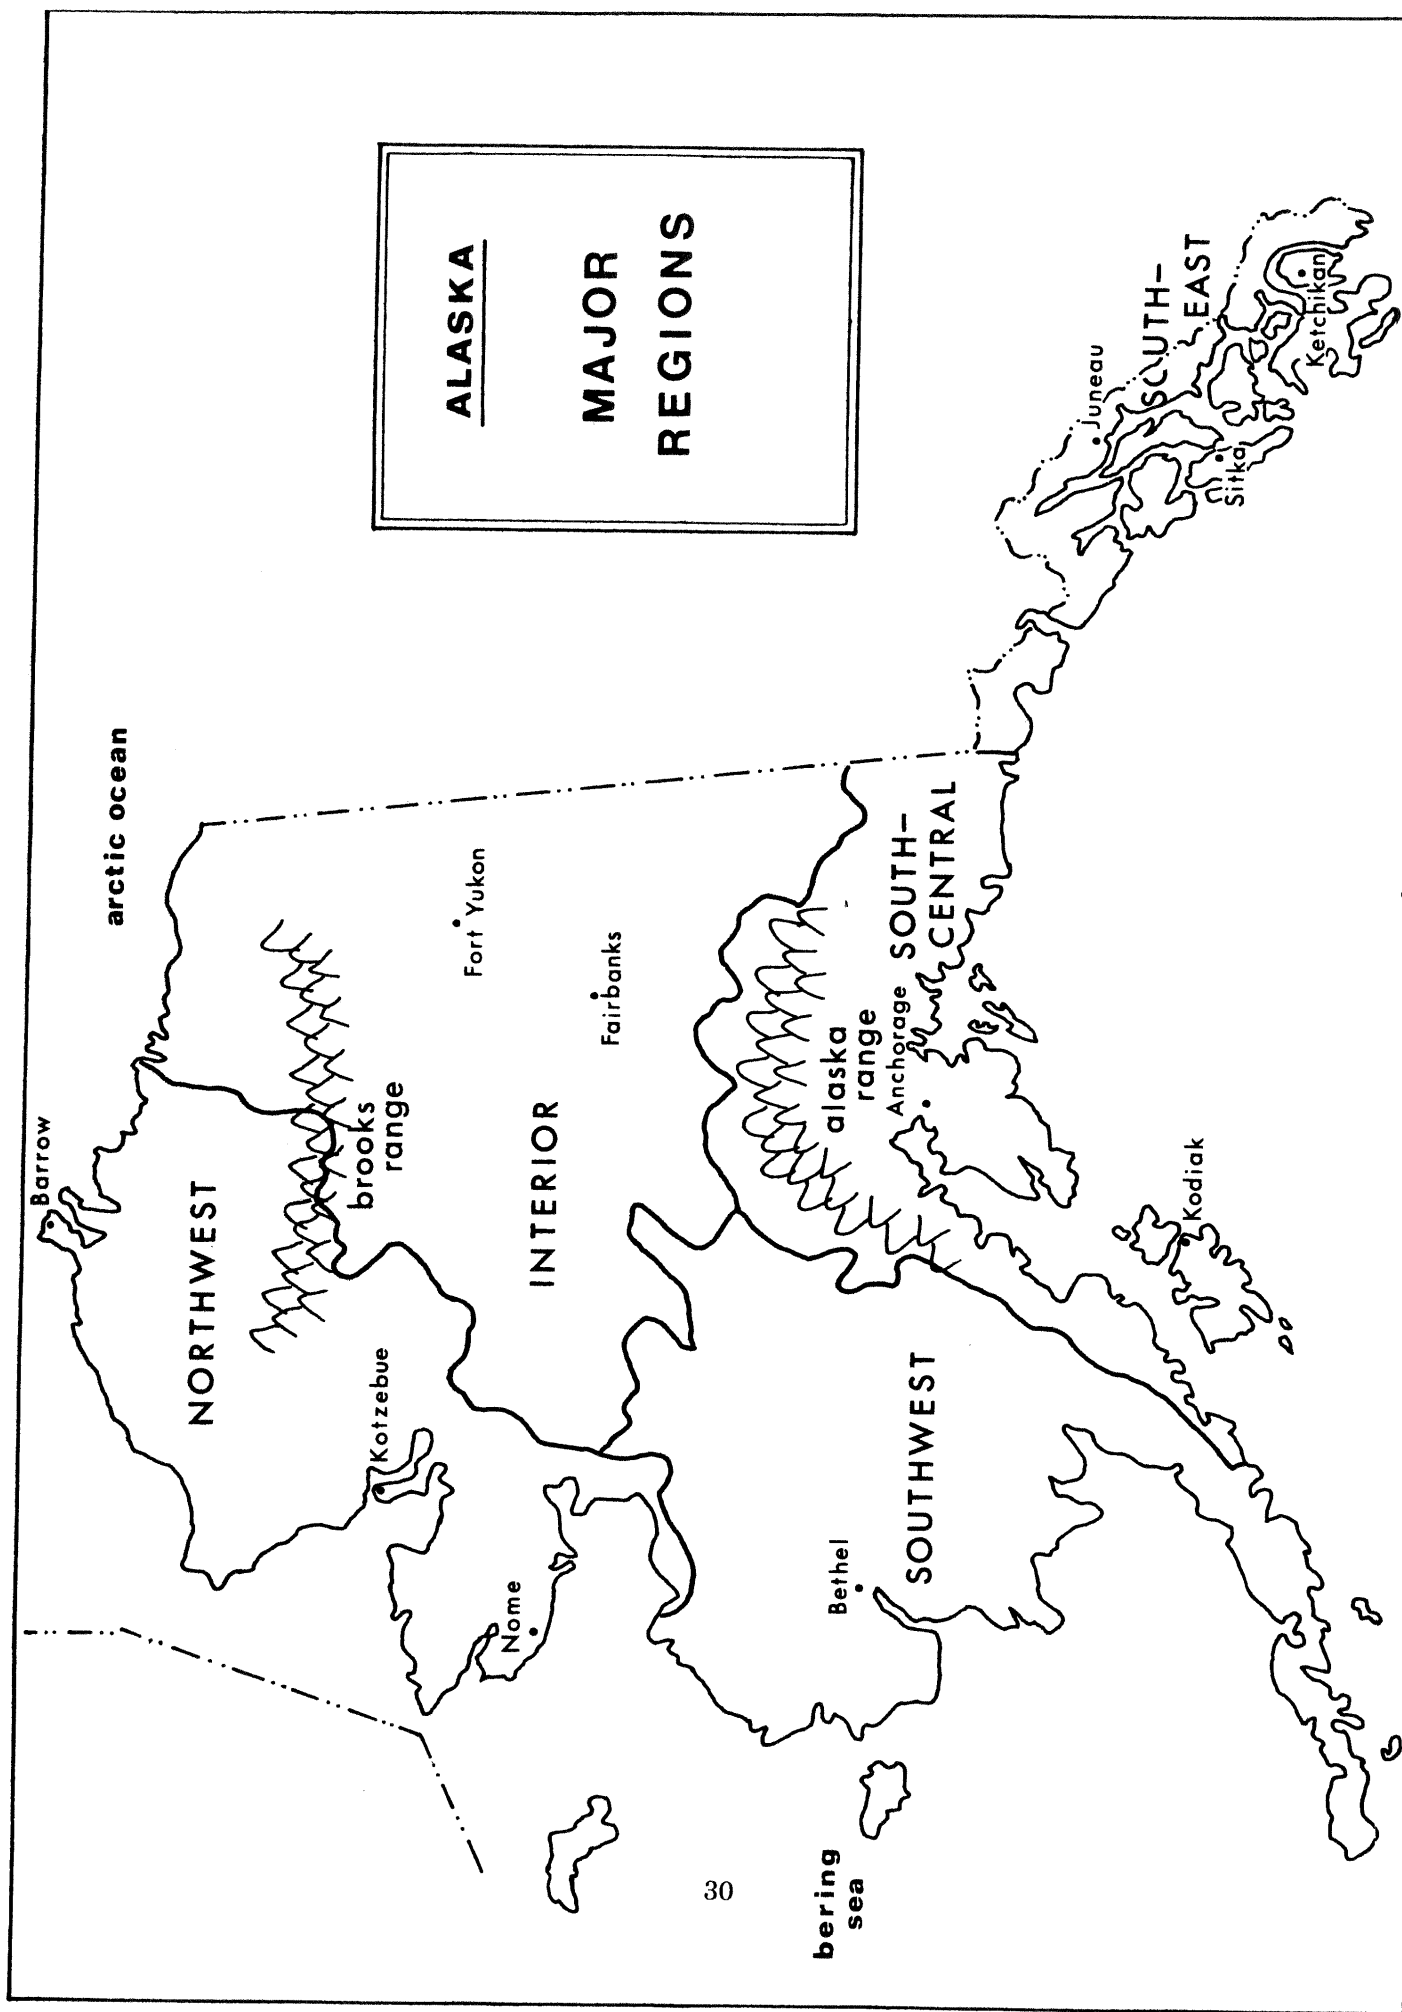 ALASKA
MAJOR
REGIONS
arctic ocean
Barrow
NORTHWEST
brooks
range
Kotzebue
Fort Yukon
Fairbanks
INTERIOR
Nome
alaska
range
Anchorage
SOUTH-
CENTRAL
Juneau
SOUTH-
EAST
Sitka
Ketchikan
Kodiak
SOUTHWEST
Bethel
bering
sea
30